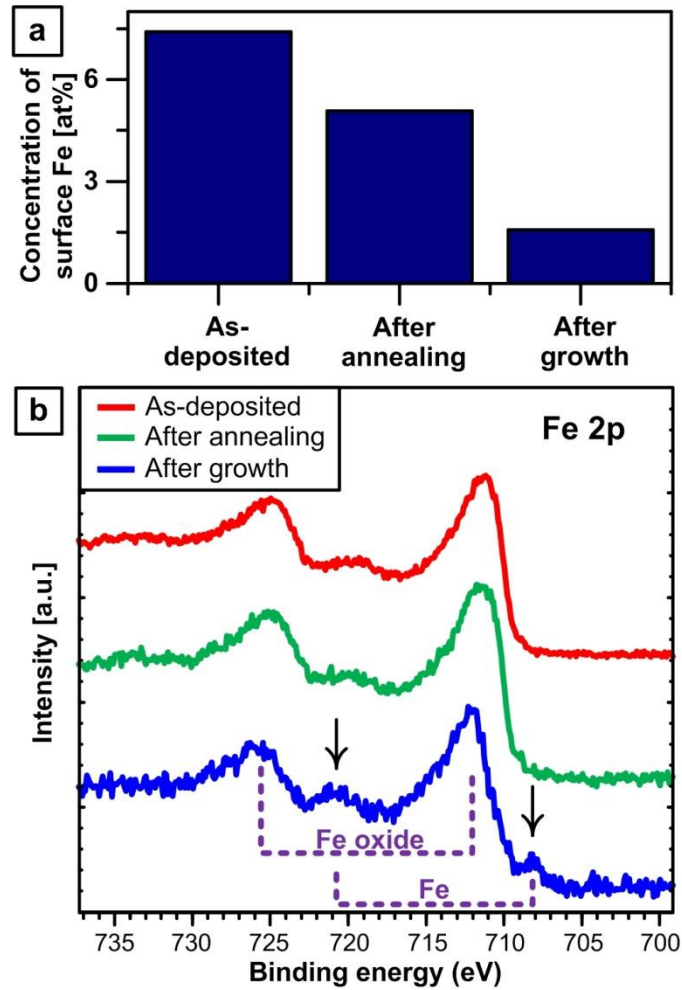 a
Concentration of
surface Fe [at%]
6
3
0
As-
deposited
After
annealing
After
growth
b
As-deposited
After annealing
After growth
Fe 2p
Intensity [a.u.]
Fe oxide
Fe
735 730 725 720 715 710 705 700
Binding energy (eV)